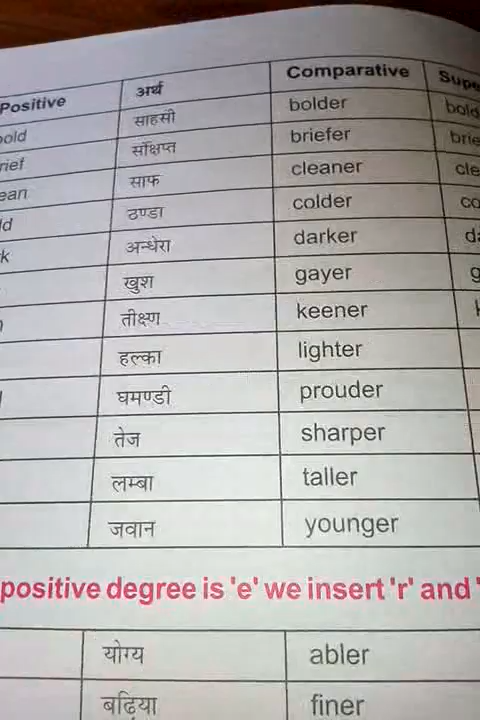 Positive अर्थ Comparative
साहसी bolder
संक्षिप्त briefer
साफ cleaner
ठण्डा colder
अन्धेरा darker
खुश gayer
तीक्ष्ण keener
हल्का lighter
घमण्डी prouder
तेज sharper
लम्बा taller
जवान younger
positive degree is 'e' we insert 'r' and '
योग्य abler
बढ़िया finer